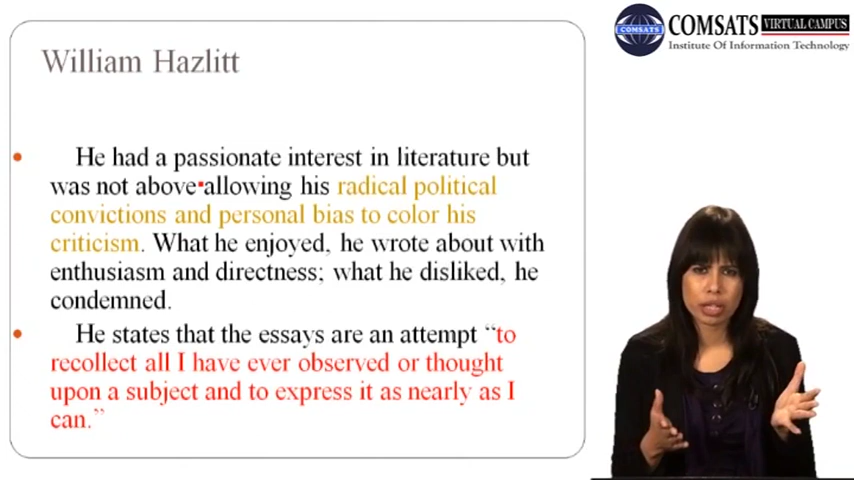 William Hazlitt
COMSATS
COMSATS VIRTUAL CAMPUS
Institute Of Information Technology
He had a passionate interest in literature but
was not above allowing his radical political
convictions and personal bias to color his
criticism. What he enjoyed, he wrote about with
enthusiasm and directness; what he disliked, he
condemned.
He states that the essays are an attempt “to
recollect all I have ever observed or thought
upon a subject and to express it as nearly as I
can.”